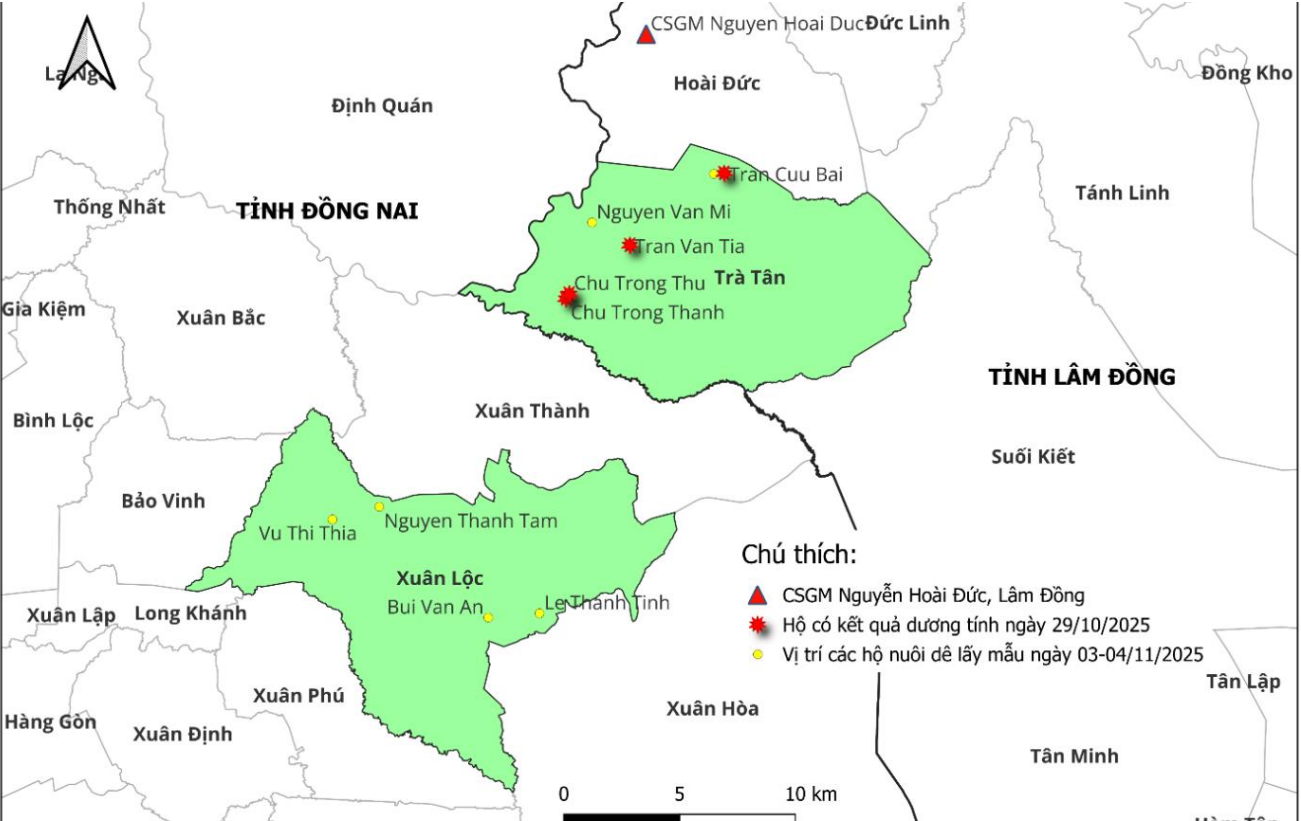 CSGM Nguyen Hoai Duc
Đức Linh
La Ng
Hoài Đức
Đồng Kho
Định Quán
Tran Cuu Bai
Tánh Linh
Thống Nhất
TỈNH ĐỒNG NAI
Nguyen Van Mi
Tran Van Tia
Trà Tân
Chu Trong Thu
Chu Trong Thanh
Gia Kiệm
Xuân Bắc
TỈNH LÂM ĐỒNG
Xuân Thành
Bình Lộc
Suối Kiết
Bảo Vinh
Nguyen Thanh Tam
Vu Thi Thia
Chú thích:
Xuân Lộc
CSGM Nguyễn Hoài Đức, Lâm Đồng
Bui Van An
Le Thanh Tinh
Xuân Lập
Long Khánh
Hộ có kết quả dương tính ngày 29/10/2025
Vị trí các hộ nuôi dê lấy mẫu ngày 03-04/11/2025
Tân Lập
Xuân Phú
Xuân Hòa
Hàng Gòn
Xuân Định
Tân Minh
0 5 10 km